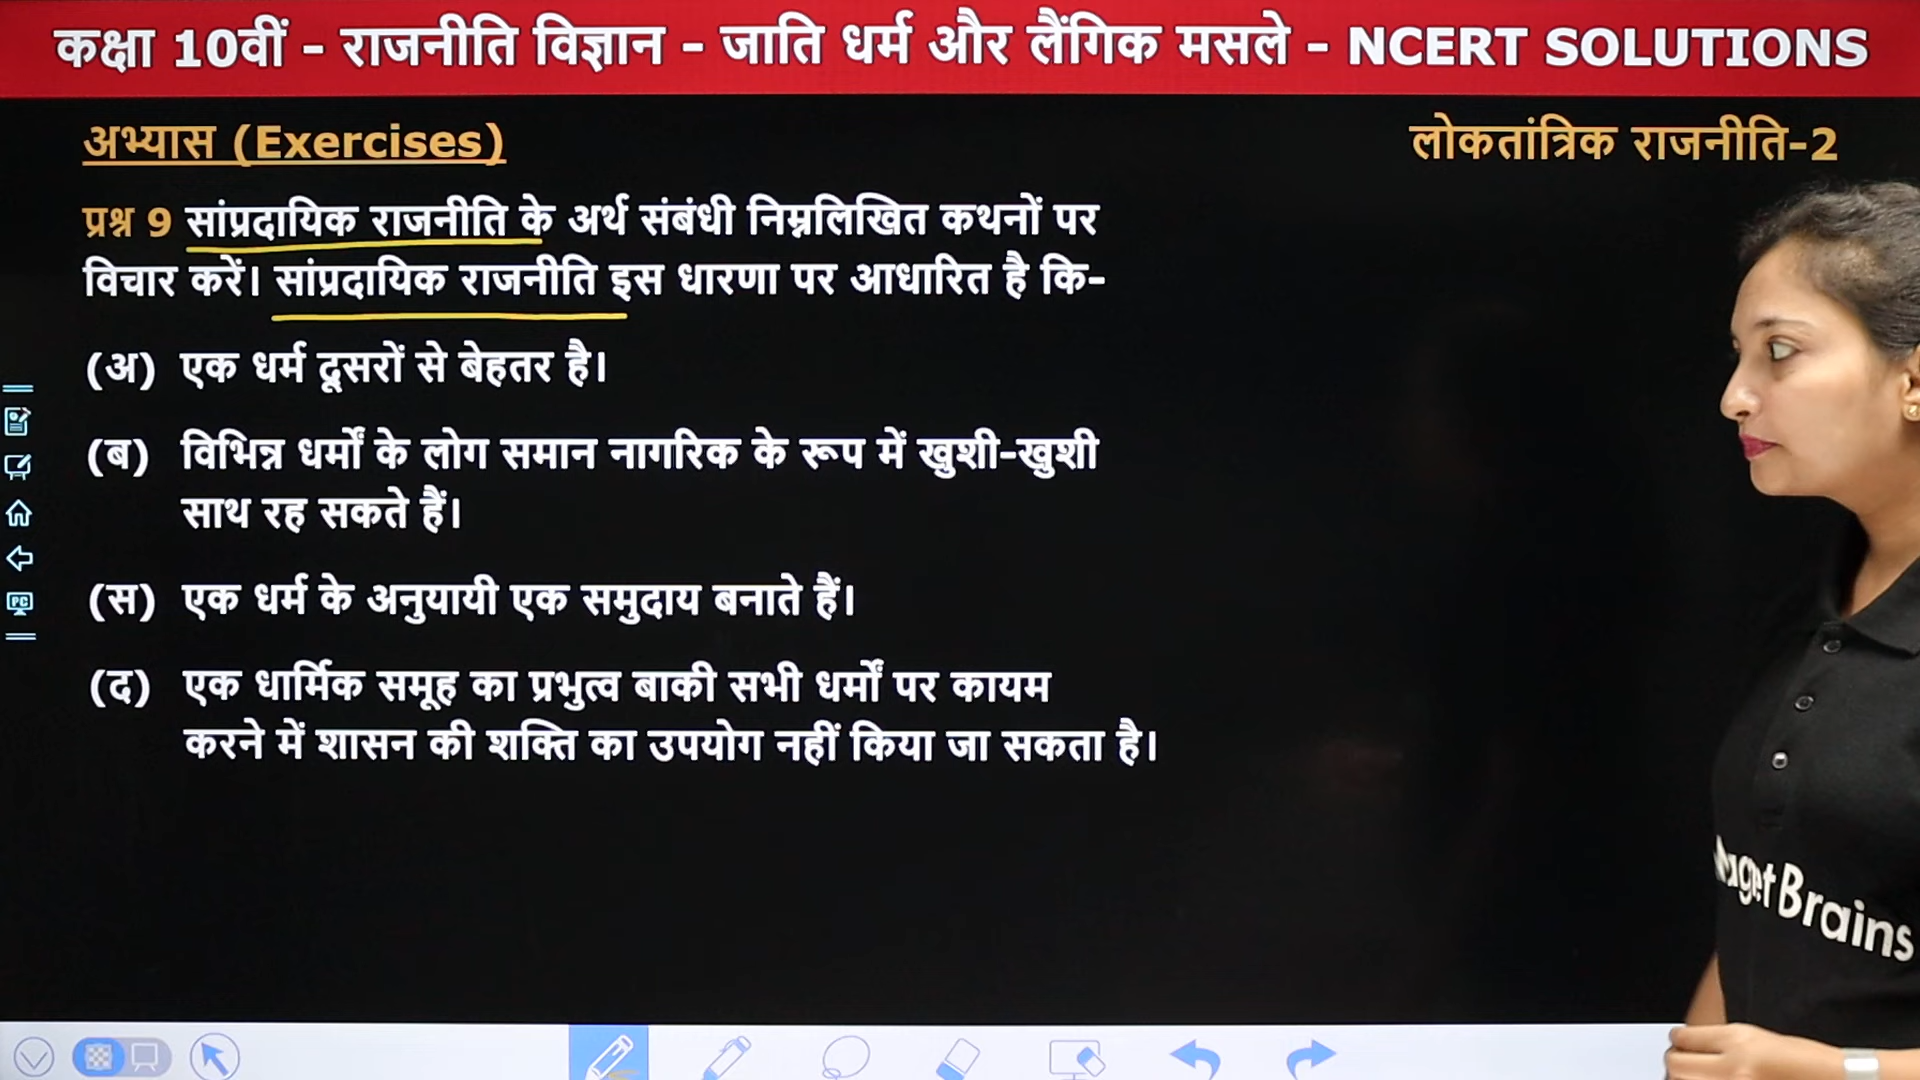 कक्षा 10वीं - राजनीति विज्ञान - जाति धर्म और लैंगिक मसले - NCERT SOLUTIONS
अभ्यास (Exercises)
लोकतांत्रिक राजनीति-2
प्रश्न 9 सांप्रदायिक राजनीति के अर्थ संबंधी निम्नलिखित कथनों पर
विचार करें। सांप्रदायिक राजनीति इस धारणा पर आधारित है कि-
(अ) एक धर्म दूसरों से बेहतर है।
(ब) विभिन्न धर्मों के लोग समान नागरिक के रूप में खुशी-खुशी
साथ रह सकते हैं।
(स) एक धर्म के अनुयायी एक समुदाय बनाते हैं।
(द) एक धार्मिक समूह का प्रभुत्व बाकी सभी धर्मों पर कायम
करने में शासन की शक्ति का उपयोग नहीं किया जा सकता है।
PC
Brains